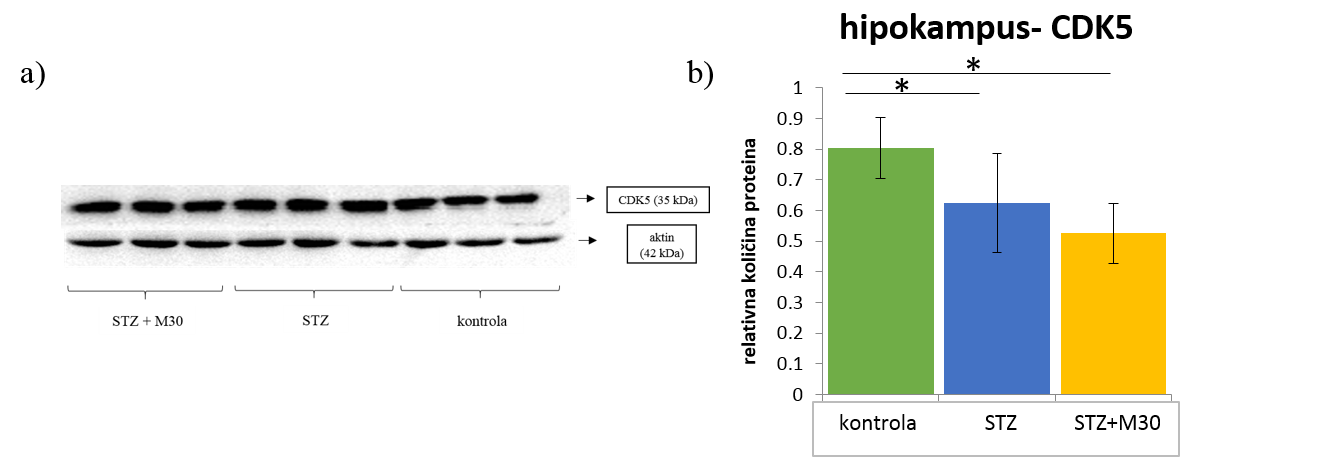 a)
CDK5 (35 kDa)
aktin
(42 kDa)
STZ + M30
STZ
kontrola
b)
hipokampus- CDK5
*
*
relativna količina proteina
1
0.9
0.8
0.7
0.6
0.5
0.4
0.3
0.2
0.1
0
kontrola
STZ
STZ+M30